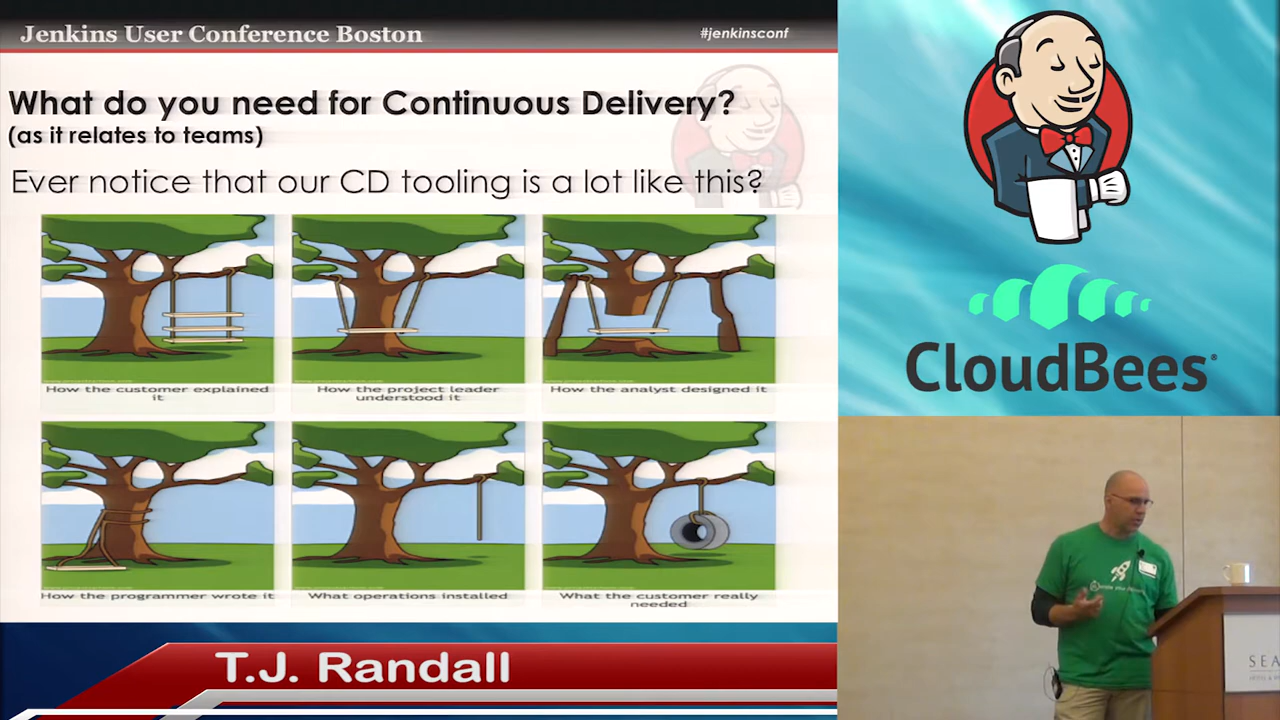 Jenkins User Conference Boston
#jenkinsconf
What do you need for Continuous Delivery?
(as it relates to teams)
Ever notice that our CD tooling is a lot like this?
How the customer explained
it
How the project leader
understood it
How the analyst designed it
How the programmer wrote it
What operations installed
What the customer really
needed
T.J. Randall
CloudBees®
SEA